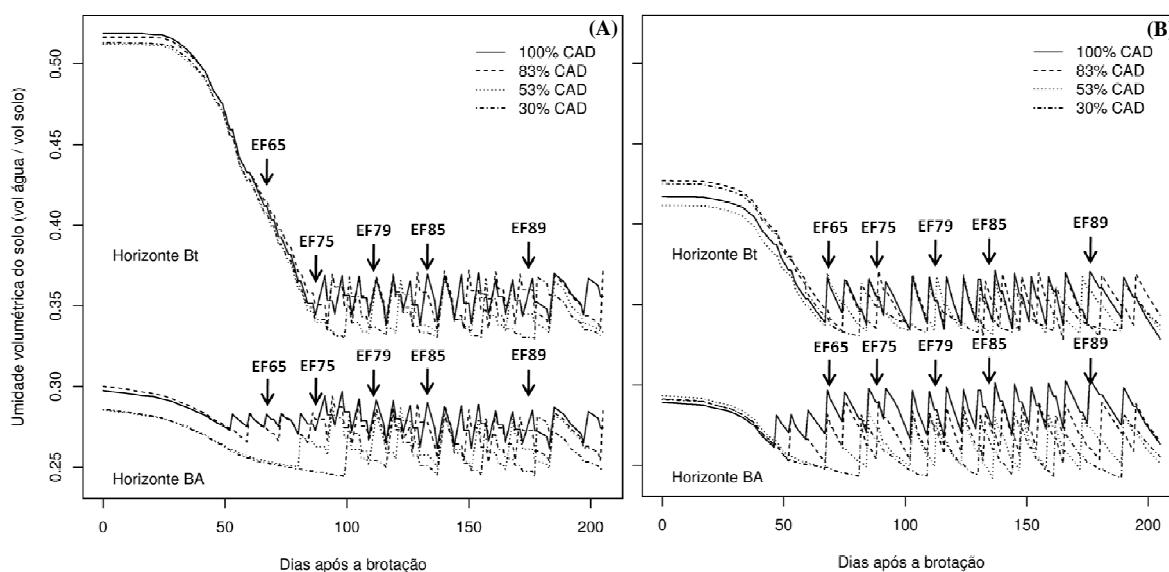 Umidade volumétrica do solo (vol água / vol solo)
0.50
0.45
0.40
0.35
0.30
0.25
(A)
100% CAD
83% CAD
53% CAD
30% CAD
EF65
EF75
EF79
EF85
EF89
Horizonte Bt
EF65
EF75
EF79
EF85
EF89
Horizonte BA
0
50
100
150
200
Dias após a brotação
(B)
100% CAD
83% CAD
53% CAD
30% CAD
EF65
EF75
EF79
EF85
EF89
Horizonte Bt
EF65
EF75
EF79
EF85
EF89
Horizonte BA
0
50
100
150
200
Dias após a brotação